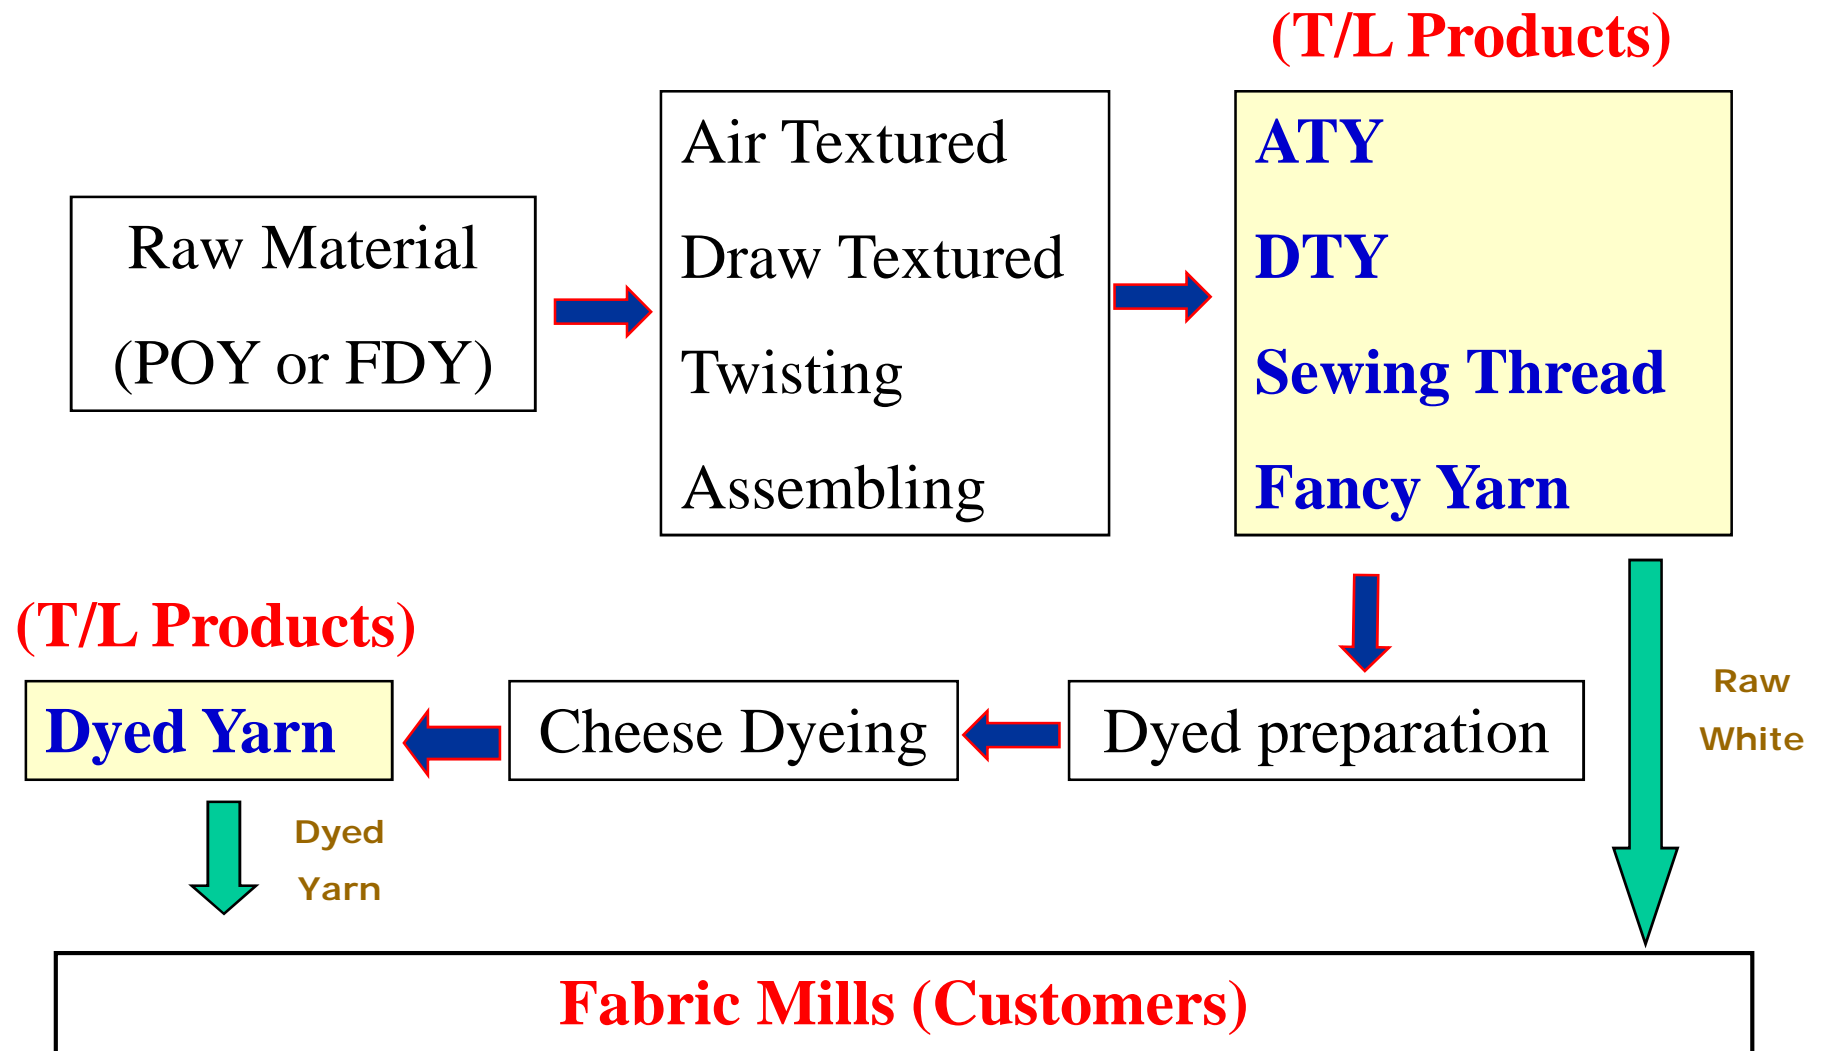 (T/L Products)
Raw Material
(POY or FDY)
Air Textured
Draw Textured
Twisting
Assembling
ATY
DTY
Sewing Thread
Fancy Yarn
(T/L Products)
Dyed Yarn
Cheese Dyeing
Dyed preparation
Raw
White
Dyed
Yarn
Fabric Mills (Customers)